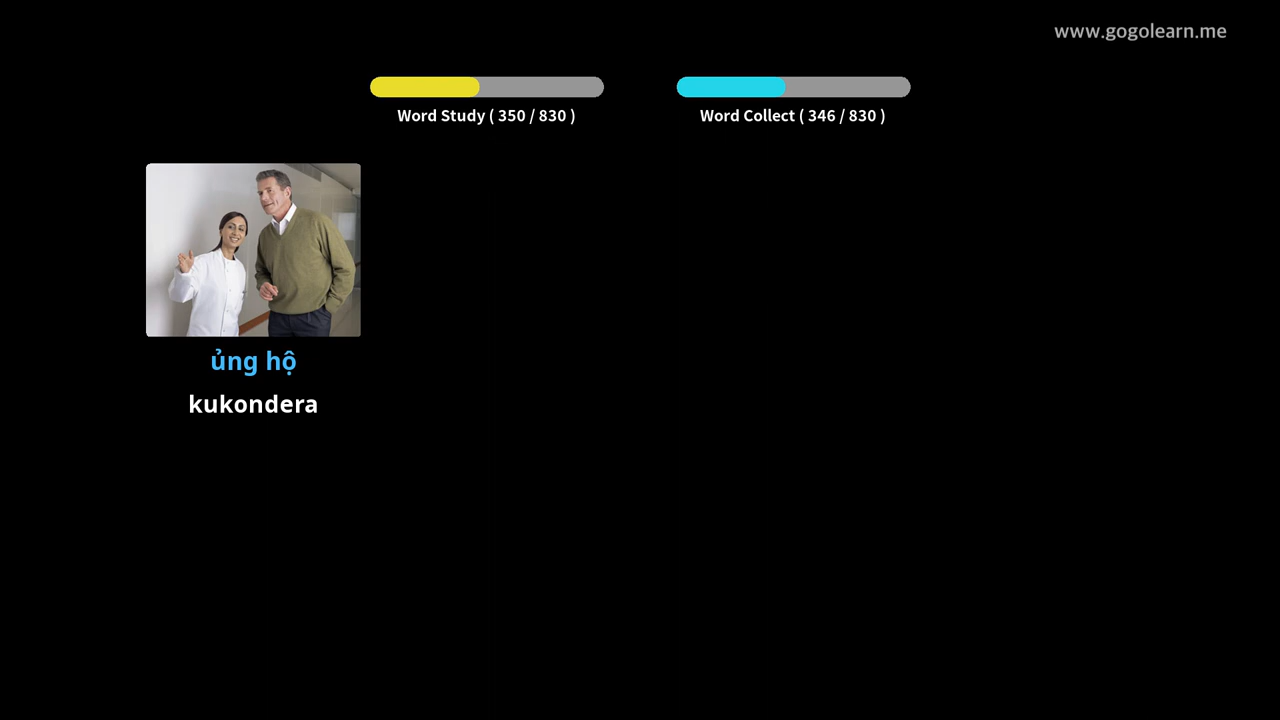 www.gogolearn.me
Word Study ( 350 / 830 )
Word Collect ( 346 / 830 )
ủng hộ
kukondera